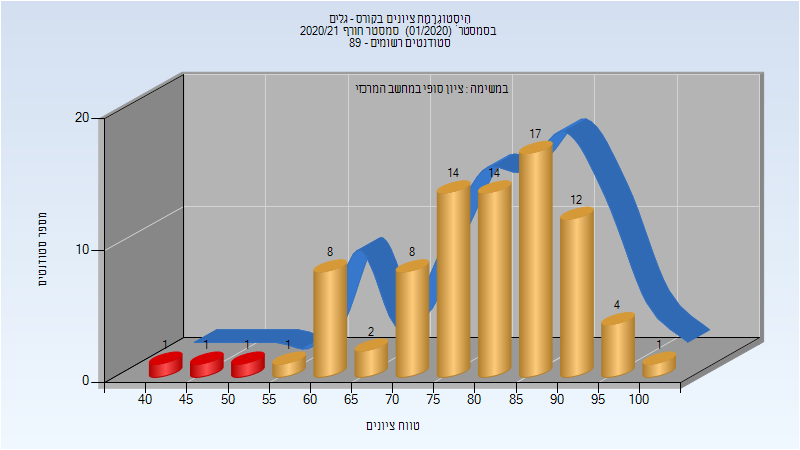 היסטוגרמת ציונים בקורס - גלים
בסמסטר (01/2020) סמסטר חורף 2020/21
סטודנטים רשומים - 89
במשימה : ציון סופי במחשב המרכזי
מספר סטודנטים
20
10
0
1
1
1
1
8
2
8
14
14
17
12
4
1
40 45 50 55 60 65 70 75 80 85 90 95 100
טווח ציונים